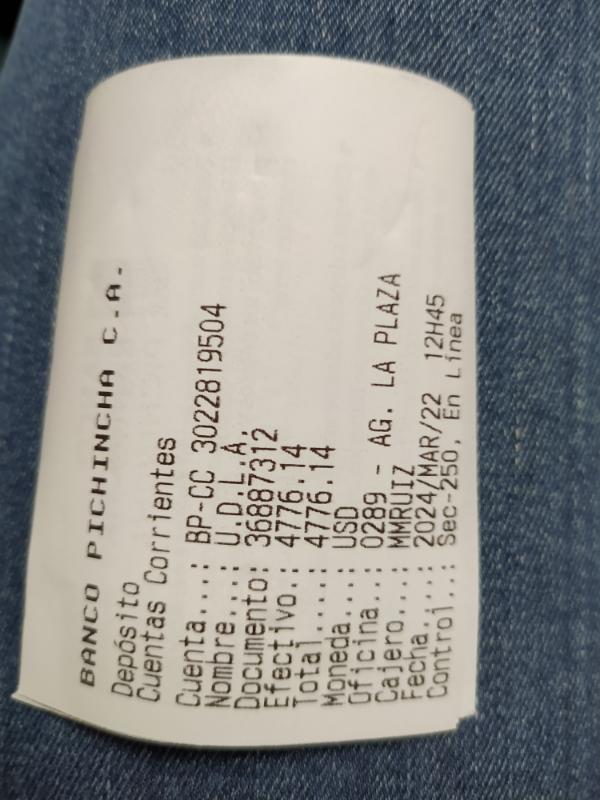 BANCO PICHINCHA C.A.
Depósito
Cuentas Corrientes
Cuenta...: BP-CC 3022819504
Nombre...: U.D.L.A.
Documento: 36887312
Efectivo.: 4776.14
Total....: 4776.14
Moneda...: USD
Oficina..: 0289 - AG. LA PLAZA
Cajero...: MMRUIZ
Fecha....: 2024/MAR/22 12H45
Control..: Sec-250, En Línea